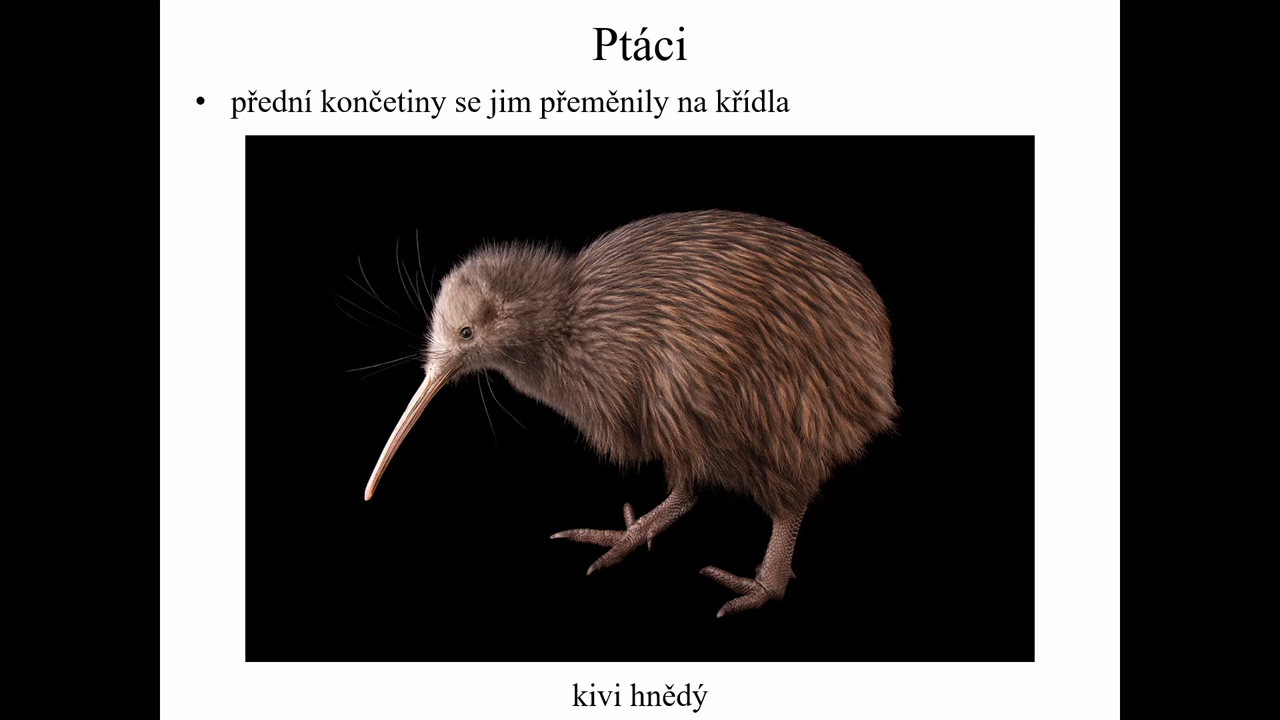 Ptáci
• přední končetiny se jim přeměnily na křídla
kivi hnědý